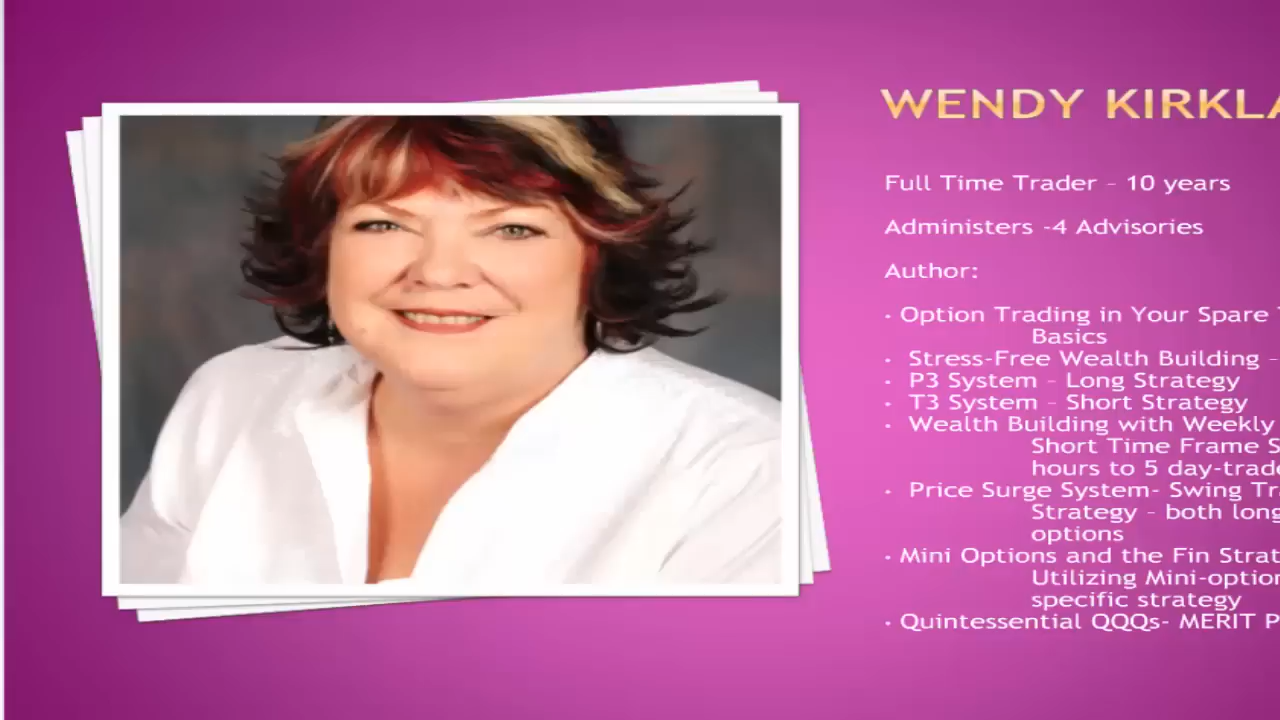 WENDY KIRKLA
Full Time Trader – 10 years
Administers -4 Advisories
Author:
• Option Trading in Your Spare
Basics
• Stress-Free Wealth Building –
• P3 System – Long Strategy
• T3 System – Short Strategy
• Wealth Building with Weekly
Short Time Frame S
hours to 5 day-trade
• Price Surge System- Swing Tr
Strategy – both long
options
• Mini Options and the Fin Strat
Utilizing Mini-option
specific strategy
• Quintessential QQQs- MERIT P